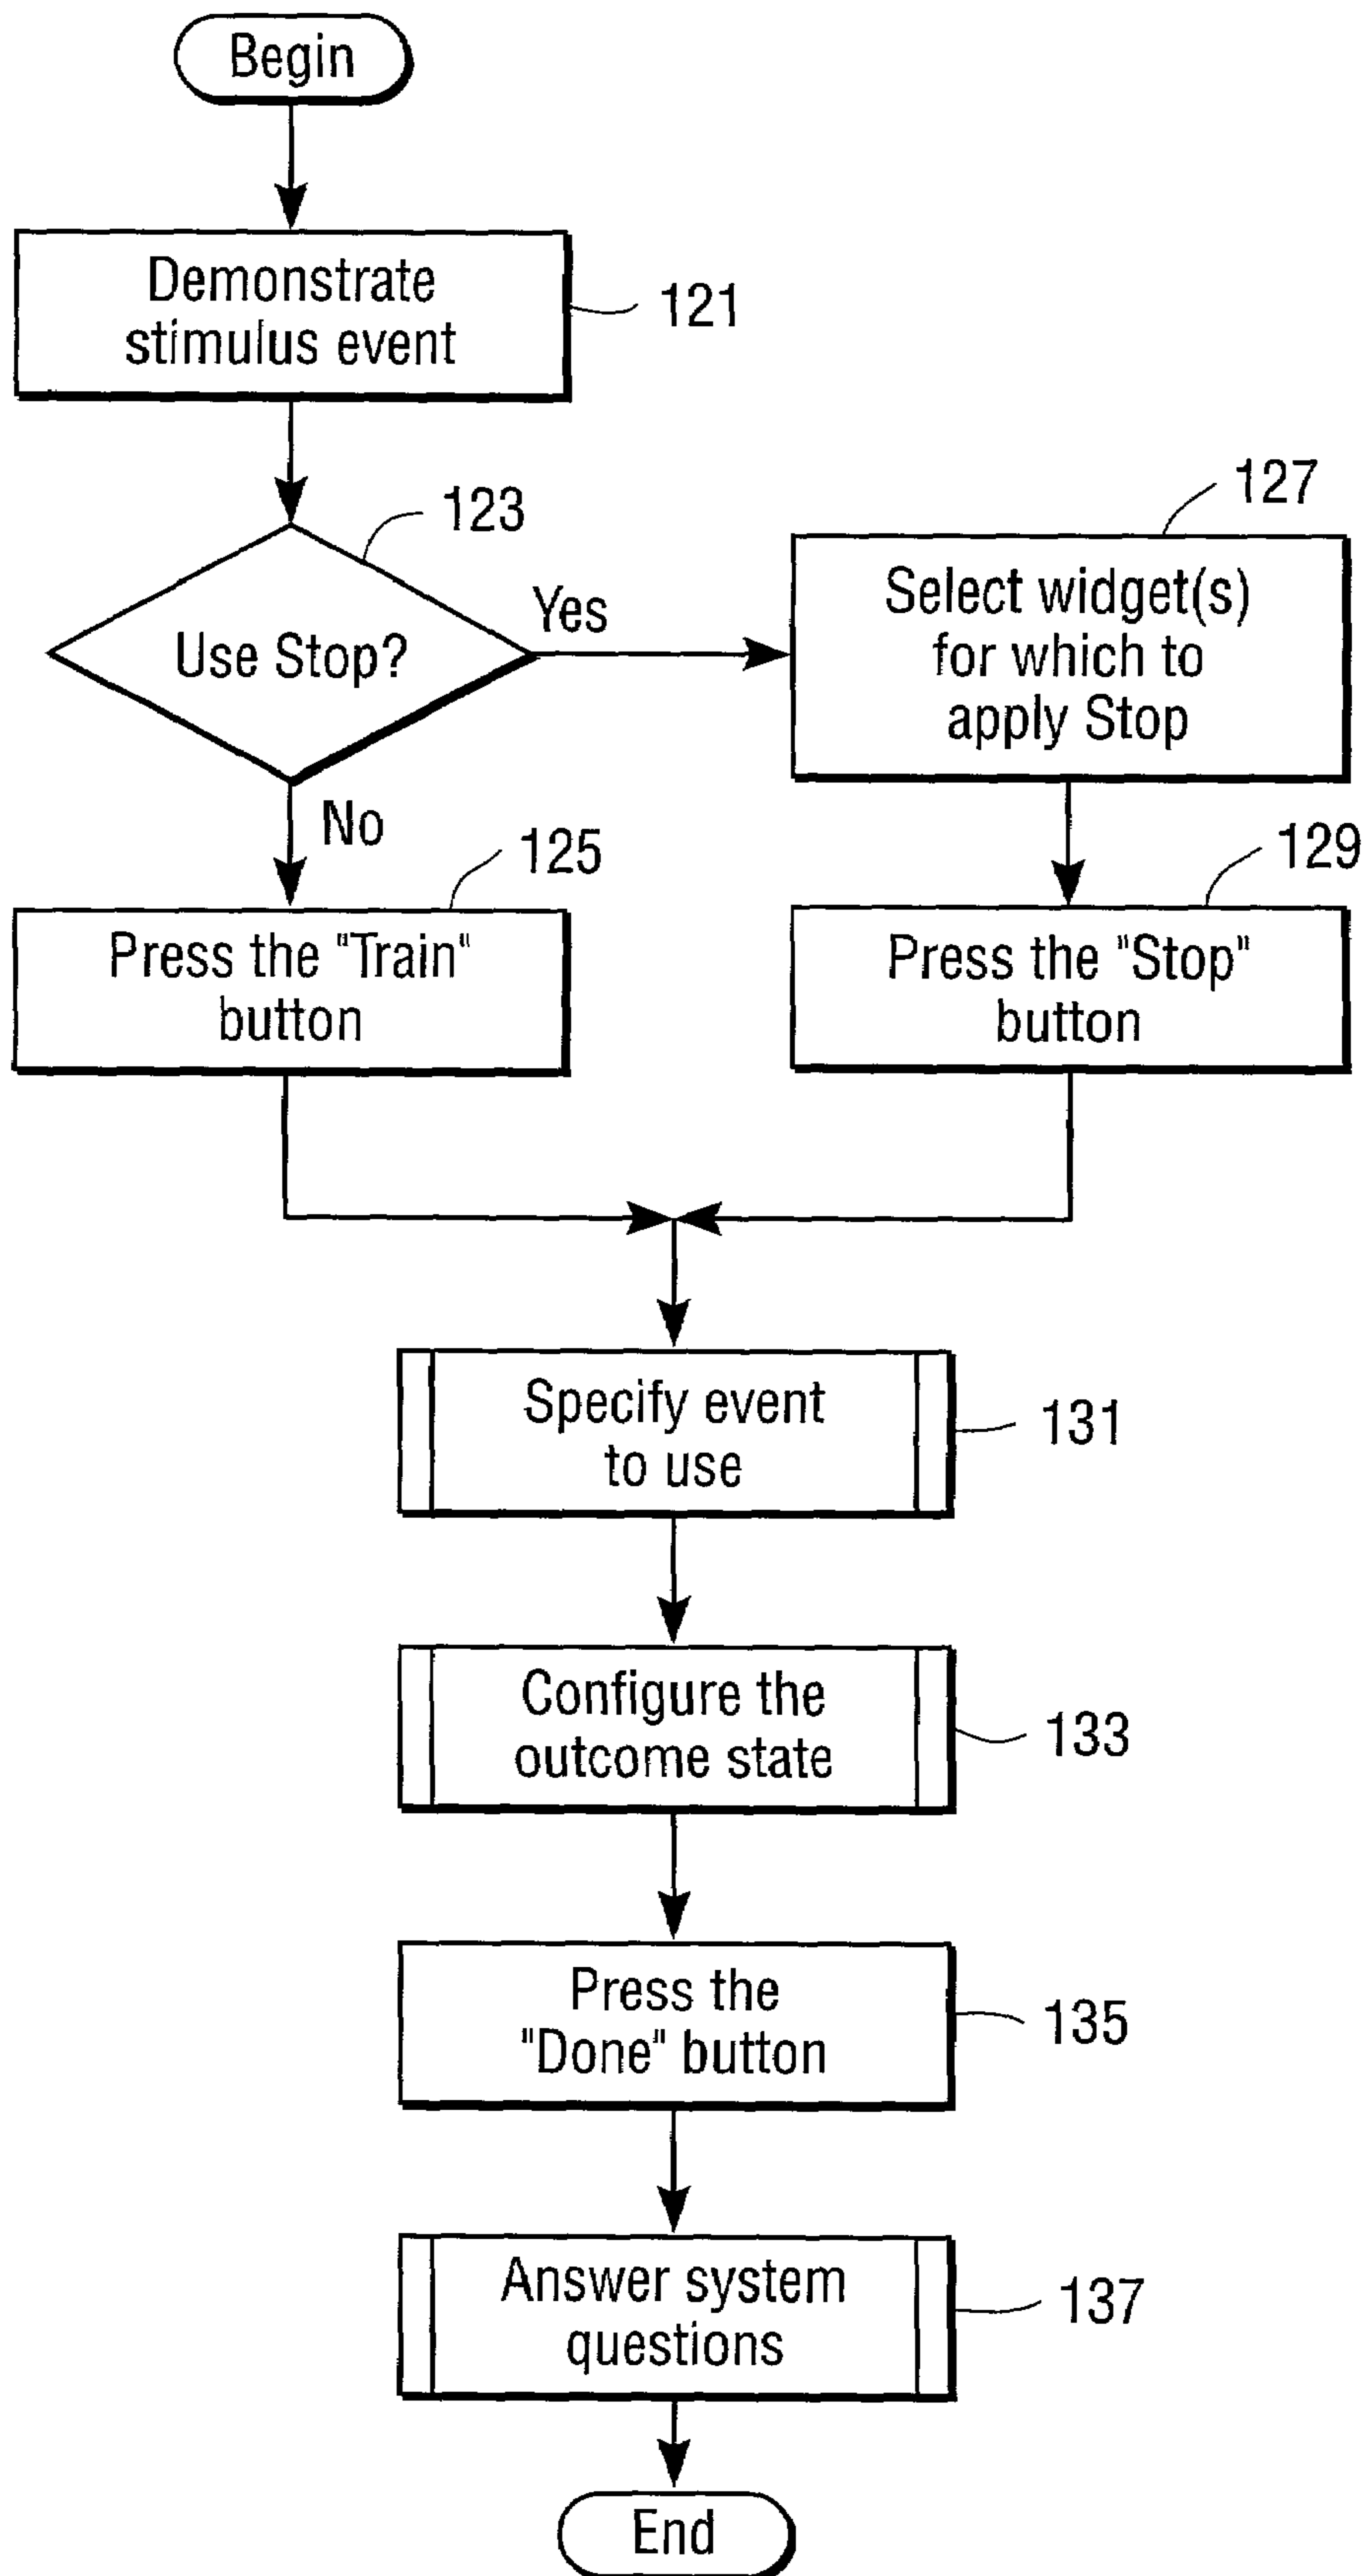 Begin
Demonstrate
stimulus event
121
123
Use Stop?
Yes
No
127
Select widget(s)
for which to
apply Stop
125
Press the "Train"
button
129
Press the "Stop"
button
Specify event
to use
131
Configure the
outcome state
133
Press the
"Done" button
135
Answer system
questions
137
End